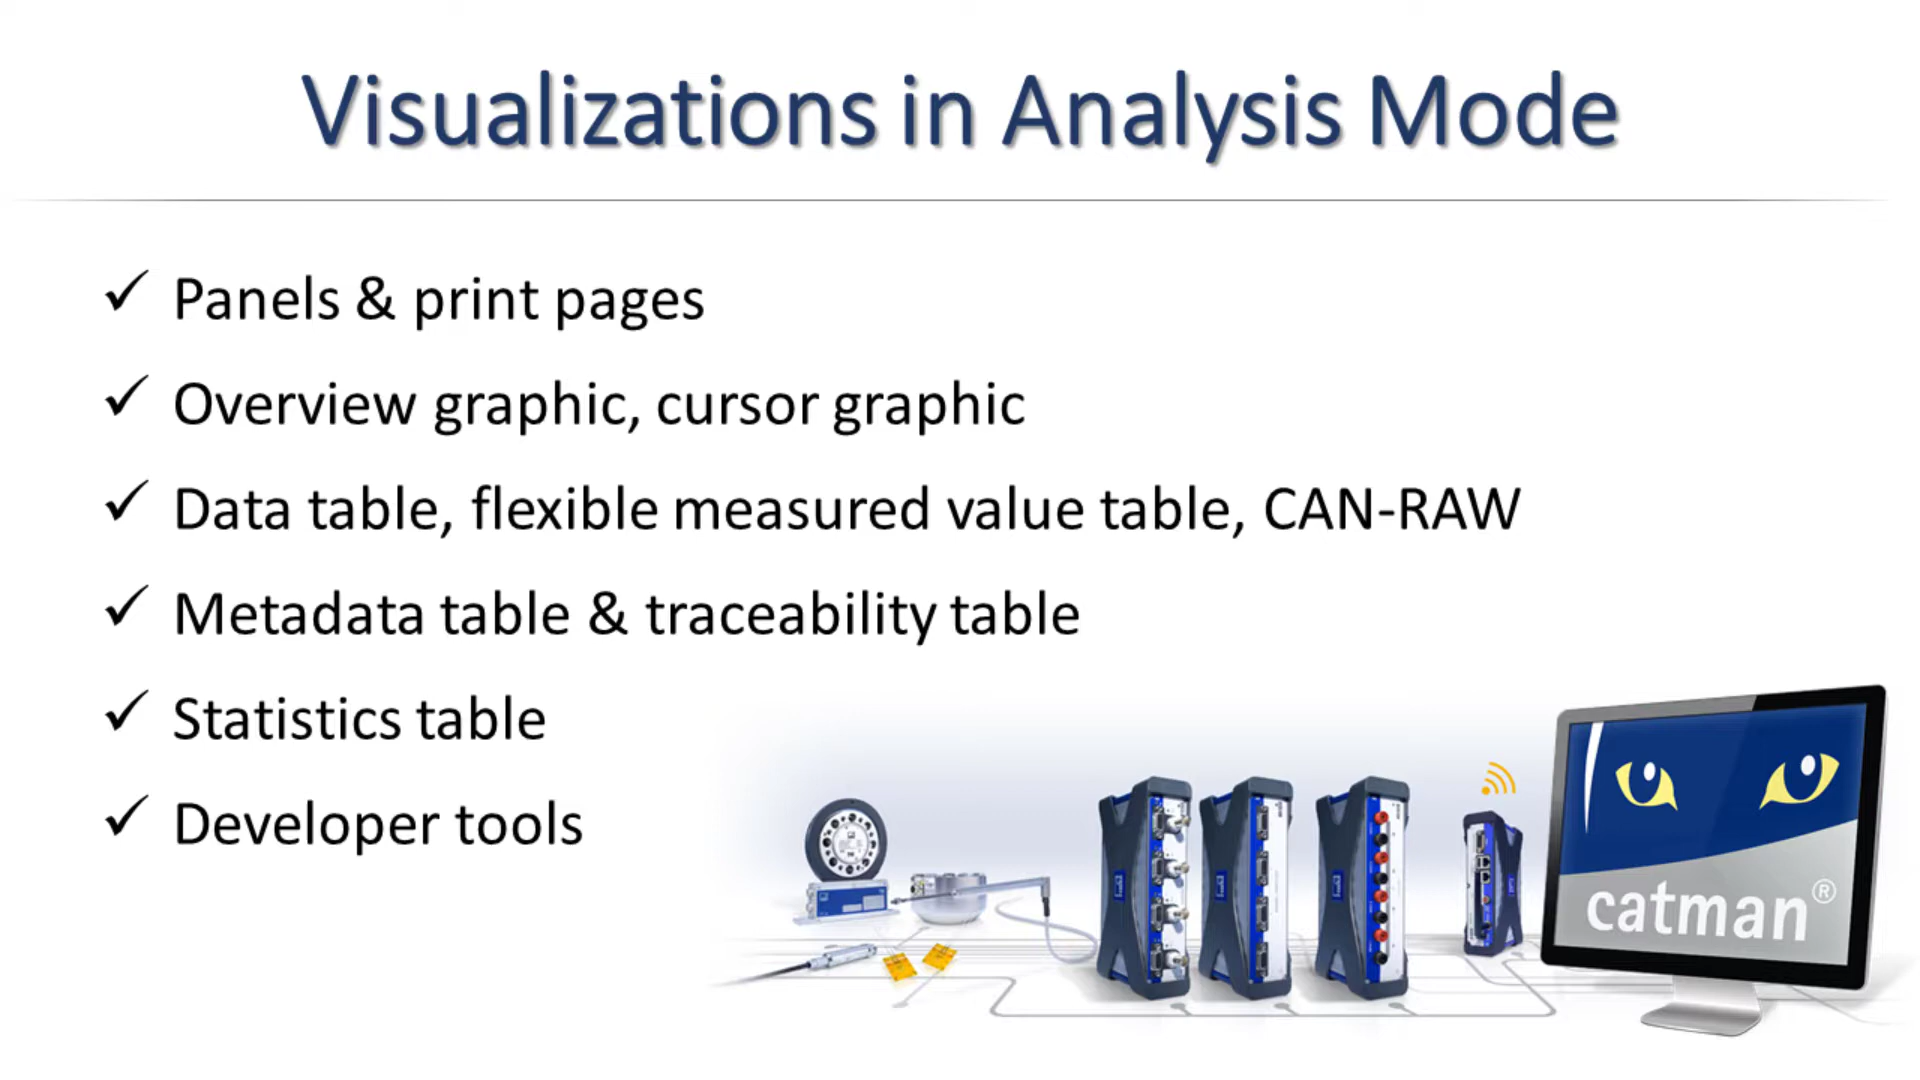 Visualizations in Analysis Mode
Panels & print pages
Overview graphic, cursor graphic
Data table, flexible measured value table, CAN-RAW
Metadata table & traceability table
Statistics table
Developer tools
catman®